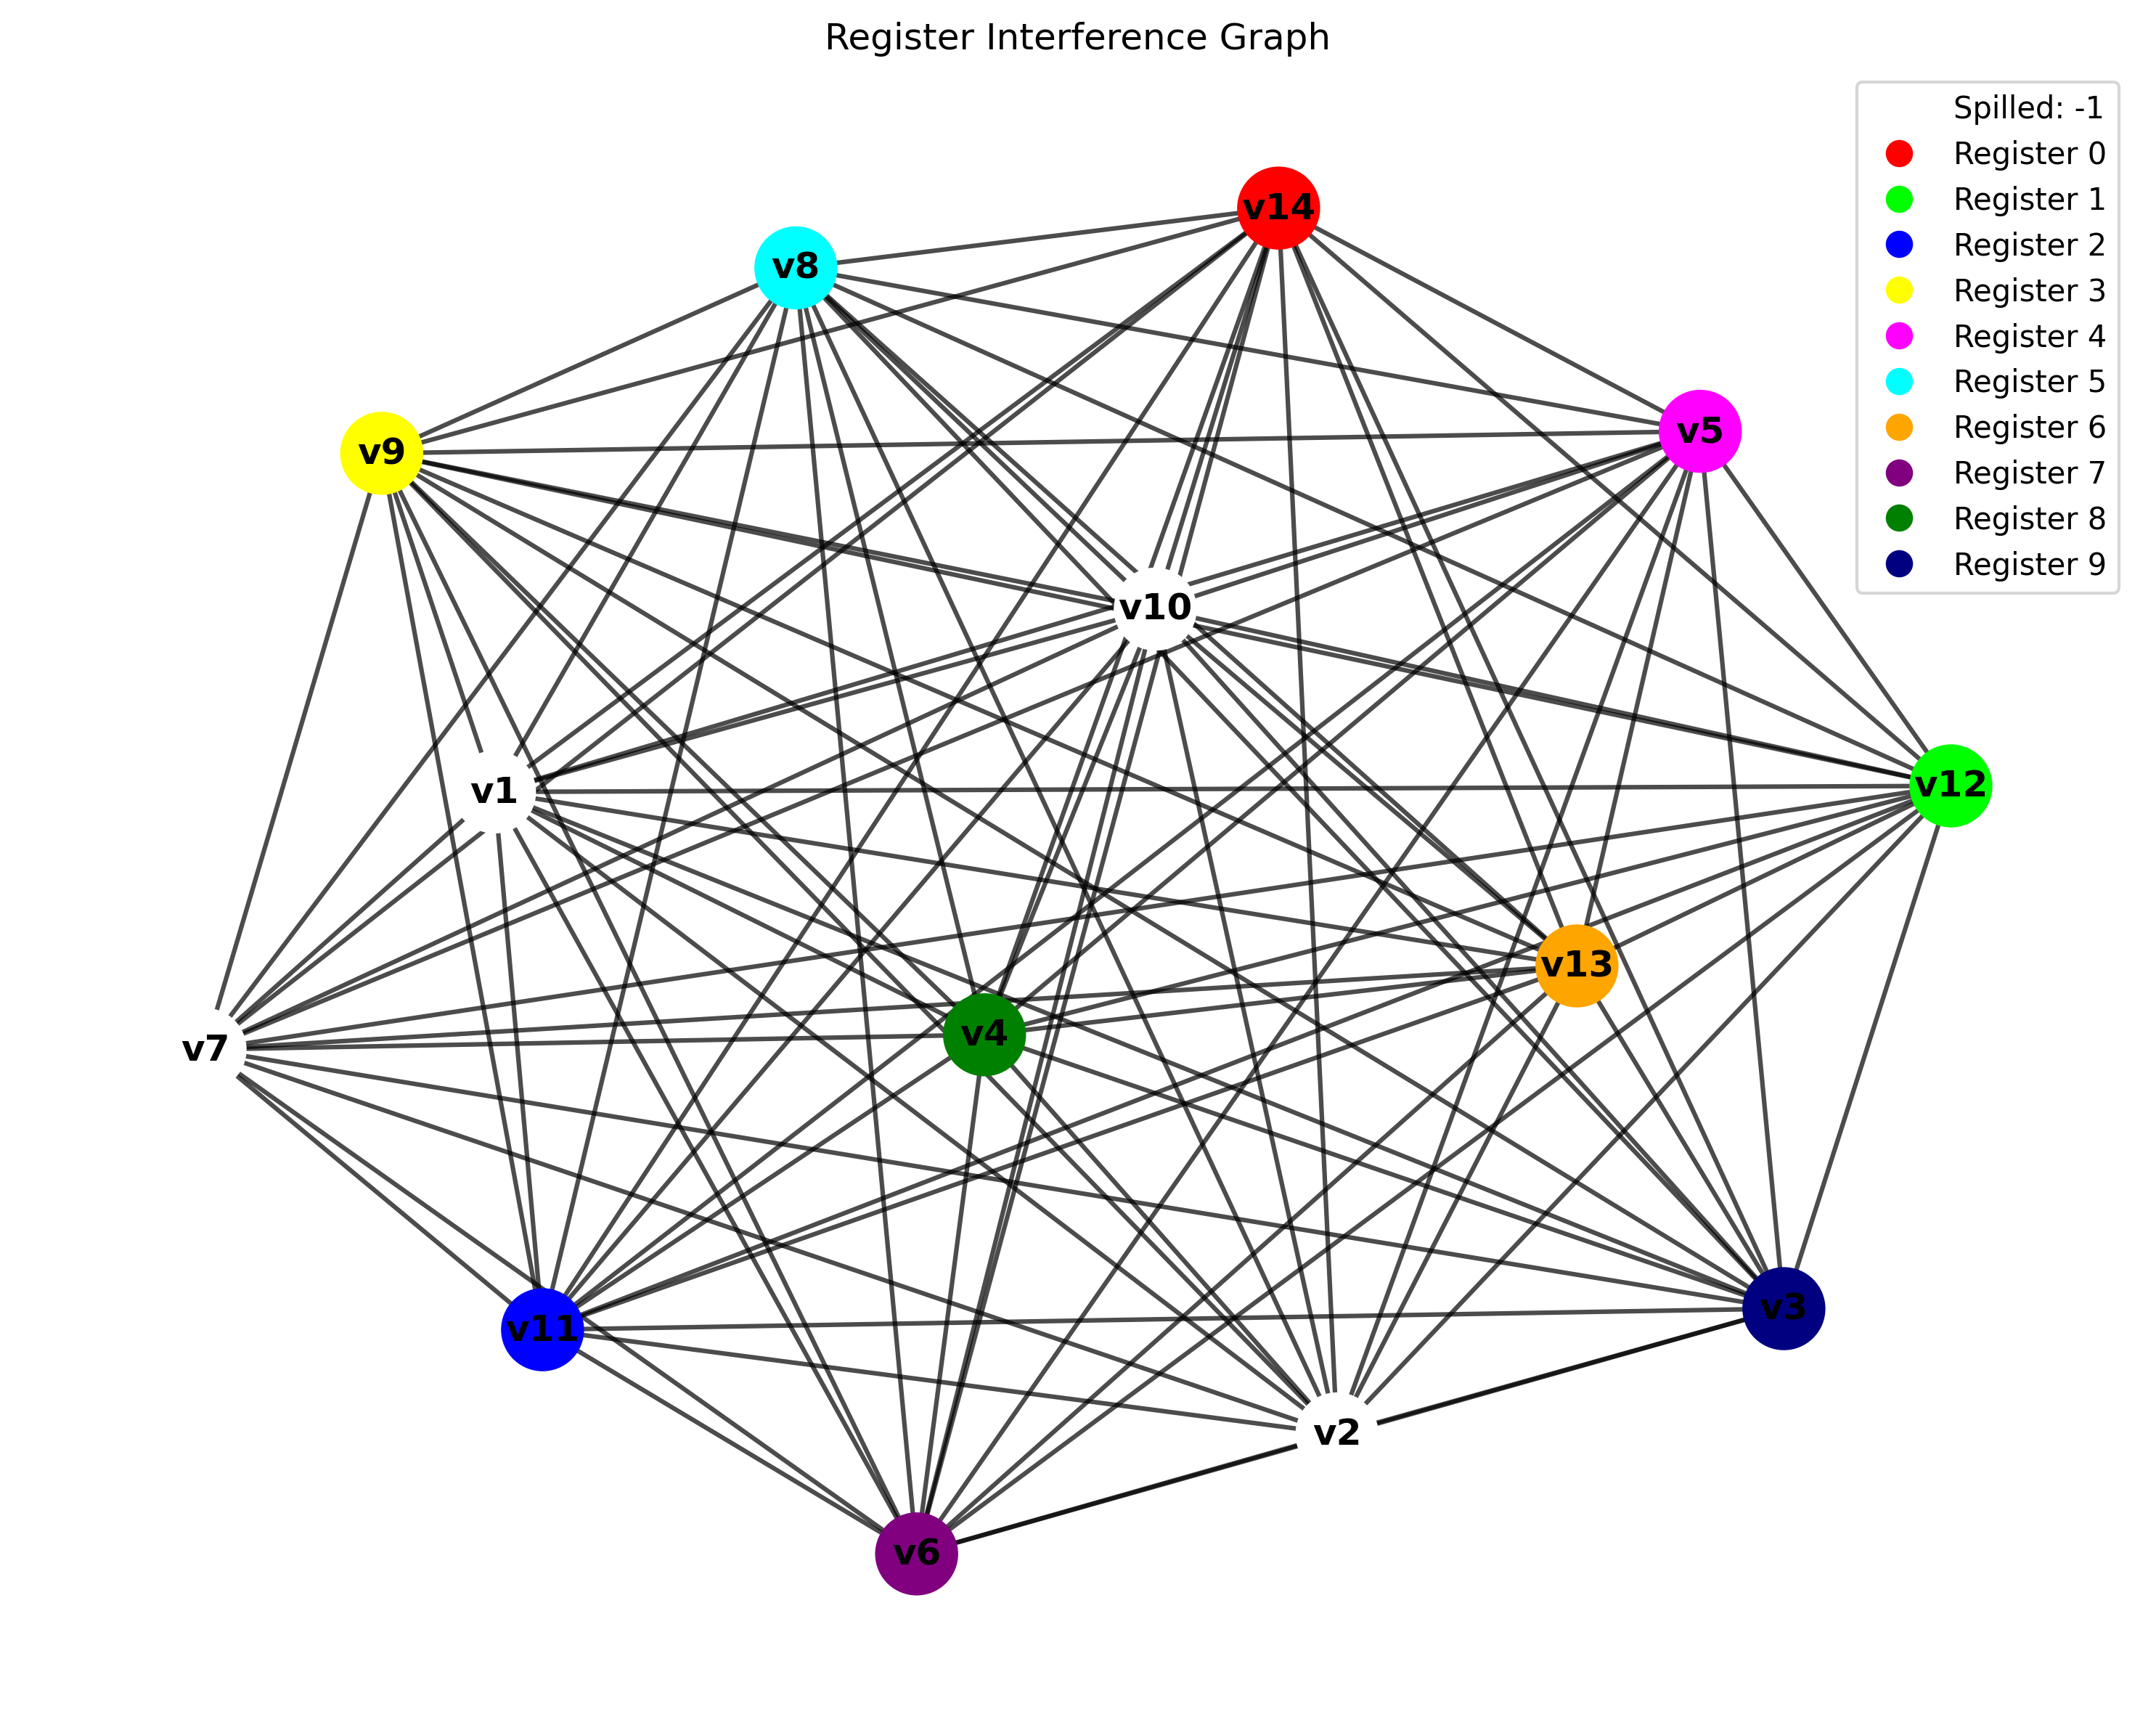 Register Interference Graph
Spilled: -1
Register 0
Register 1
Register 2
Register 3
Register 4
Register 5
Register 6
Register 7
Register 8
Register 9
v14
v8
v5
v9
v10
v12
v1
v13
v4
v7
v3
v11
v2
v6